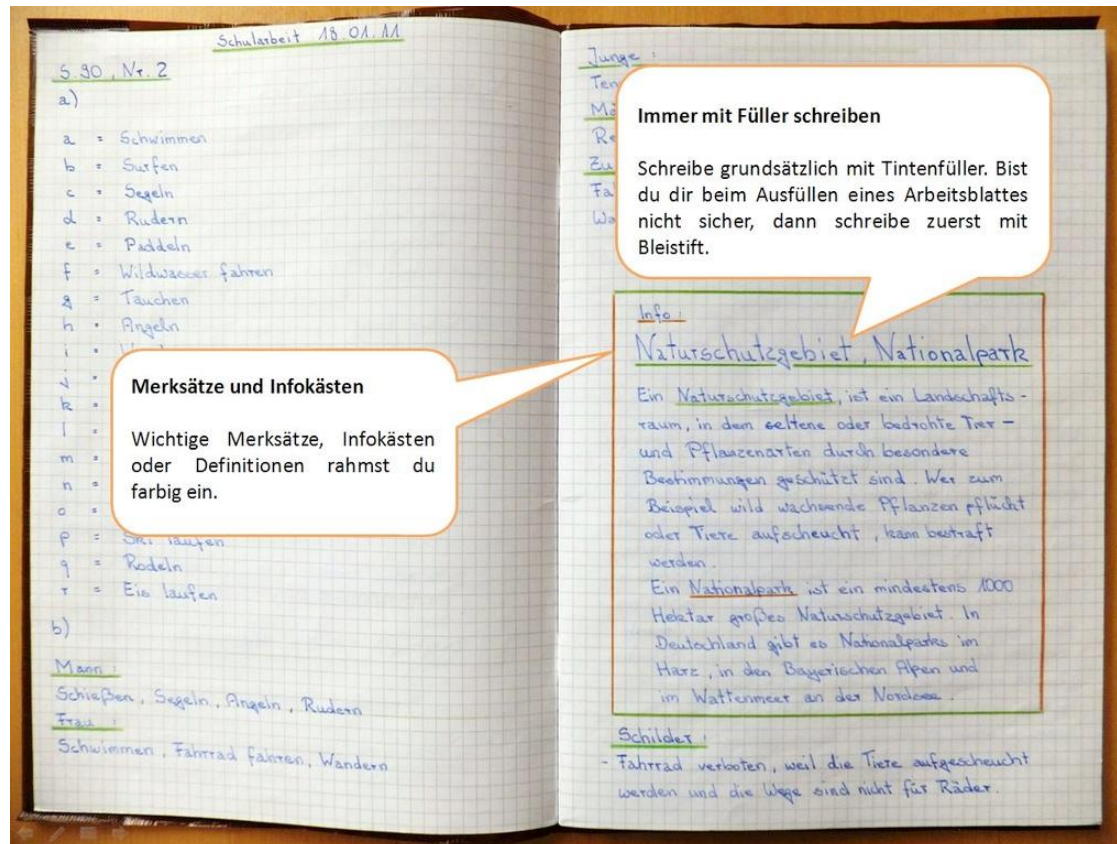 Schularbeit 18.01.11
S.90, Nr. 2
a)
a = Schwimmen
b = Surfen
c = Segeln
d = Rudern
e = Paddeln
f = Wildwasser fahren
g = Tauchen
h = Angeln
i =
j =
k =
l =
m =
n =
o =
p = Ski laufen
q = Rodeln
r = Eis laufen
b)
Mann:
Schießen, Segeln, Angeln, Rudern
Frau:
Schwimmen, Fahrrad fahren, Wandern
Merksätze und Infokästen
Wichtige Merksätze, Infokästen
oder Definitionen rahmst du
farbig ein.
Junge:
Immer mit Füller schreiben
Schreibe grundsätzlich mit Tintenfüller. Bist
du dir beim Ausfüllen eines Arbeitsblattes
nicht sicher, dann schreibe zuerst mit
Bleistift.
Info:
Naturschutzgebiet, Nationalpark
Ein Naturschutzgebiet, ist ein Landschafts-
raum, in dem seltene oder bedrohte Tier-
und Pflanzenarten durch besondere
Bestimmungen geschützt sind. Wer zum
Beispiel wild wachsende Pflanzen pflückt
oder Tiere aufscheucht, kann bestraft
werden.
Ein Nationalpark ist ein mindestens 1000
Hektar großes Naturschutzgebiet. In
Deutschland gibt es Nationalparks im
Harz, in den Bayerischen Alpen und
im Wattenmeer an der Nordsee.
Schilder:
- Fahrrad verboten, weil die Tiere aufgescheucht
werden und die Wege sind nicht für Räder.